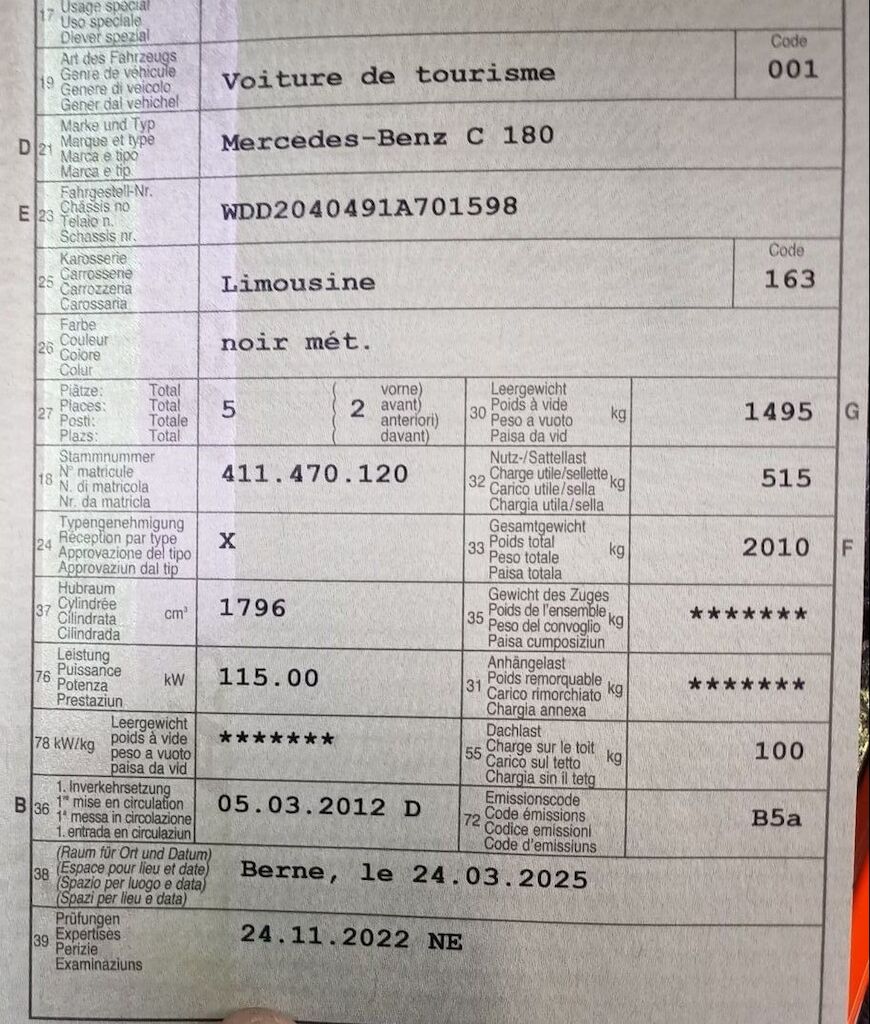 17 Usage spécial
Uso speciale
Diever spezial
19 Art des Fahrzeugs
Genre de véhicule
Genere di veicolo
Gener dal vehichel
Voiture de tourisme
Code
001
D 21 Marke und Typ
Marque et type
Marca e tipo
Marca e tip
Mercedes-Benz C 180
E 23 Fahrgestell-Nr.
Châssis no
Telaio n.
Schassis nr.
WDD2040491A701598
25 Karosserie
Carrosserie
Carrozzeria
Carossaria
Limousine
Code
163
26 Farbe
Couleur
Colore
Colur
noir mét.
27 Plätze: Total
Places: Total
Posti: Totale
Plazs: Total
5
( vorne)
( 2 avant)
( anteriori)
( davant)
30 Leergewicht
Poids à vide
Peso a vuoto
Paisa da vid
kg
1495 G
18 Stammnummer
N° matricule
N. di matricola
Nr. da matricla
411.470.120
32 Nutz-/Sattellast
Charge utile/sellette
Carico utile/sella
Chargia utila/sella
kg
515
24 Typengenehmigung
Réception par type
Approvazione del tipo
Approvaziun dal tip
X
33 Gesamtgewicht
Poids total
Peso totale
Paisa totala
kg
2010 F
37 Hubraum
Cylindrée
Cilindrata
Cilindrada
cm³
1796
35 Gewicht des Zuges
Poids de l'ensemble
Peso del convoglio
Paisa cumposiziun
kg
*******
76 Leistung
Puissance
Potenza
Prestaziun
kW
115.00
31 Anhängelast
Poids remorquable
Carico rimorchiato
Chargia annexa
kg
*******
78 kW/kg
Leergewicht
poids à vide
peso a vuoto
paisa da vid
*******
55 Dachlast
Charge sur le toit
Carico sul tetto
Chargia sin il tetg
kg
100
B 36 1. Inverkehrsetzung
1re mise en circulation
1a messa in circolazione
1. entrada en circulaziun
05.03.2012 D
72 Emissionscode
Code émissions
Codice emissioni
Code d'emissiuns
B5a
38 (Raum für Ort und Datum)
(Espace pour lieu et date)
(Spazio per luogo e data)
(Spazi per lieu e data)
Berne, le 24.03.2025
39 Prüfungen
Expertises
Perizie
Examinaziuns
24.11.2022 NE